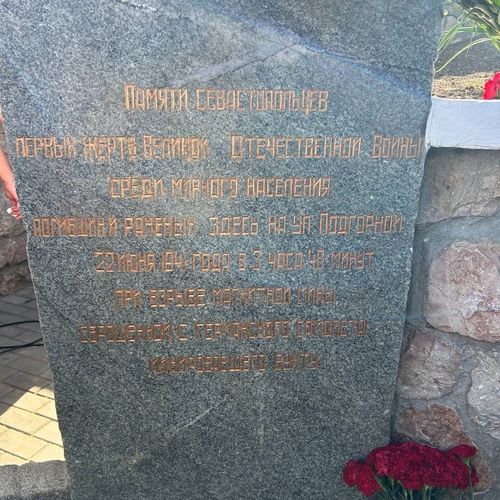 Памяти севастопольцев
первых жертв Великой Отечественной Войны
среди мирного населения
погибших и раненых здесь на ул Подгорной
22 июня 1941 года в 3 часа 48 минут
при взрыве магнитной мины
сброшенной с германского самолета
минировавшего бухту